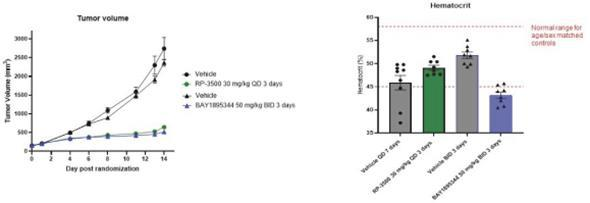 Tumor volume
Tumor Volume (mm³)
3000
2500
2000
1500
1000
500
0
0
2
4
6
8
10
12
14
Day post randomization
Vehicle
RP-3500 30 mg/kg QD 3 days
Vehicle
BAY1895344 50 mg/kg BID 3 days
Hematocrit
Hematocrit (%)
65
60
55
50
45
40
35
Normal range for
age/sex matched
controls
Vehicle QD 7 days
RP-3500 30 mg/kg QD 3 days
Vehicle BID 3 days
BAY1895344 50 mg/kg BID 3 days